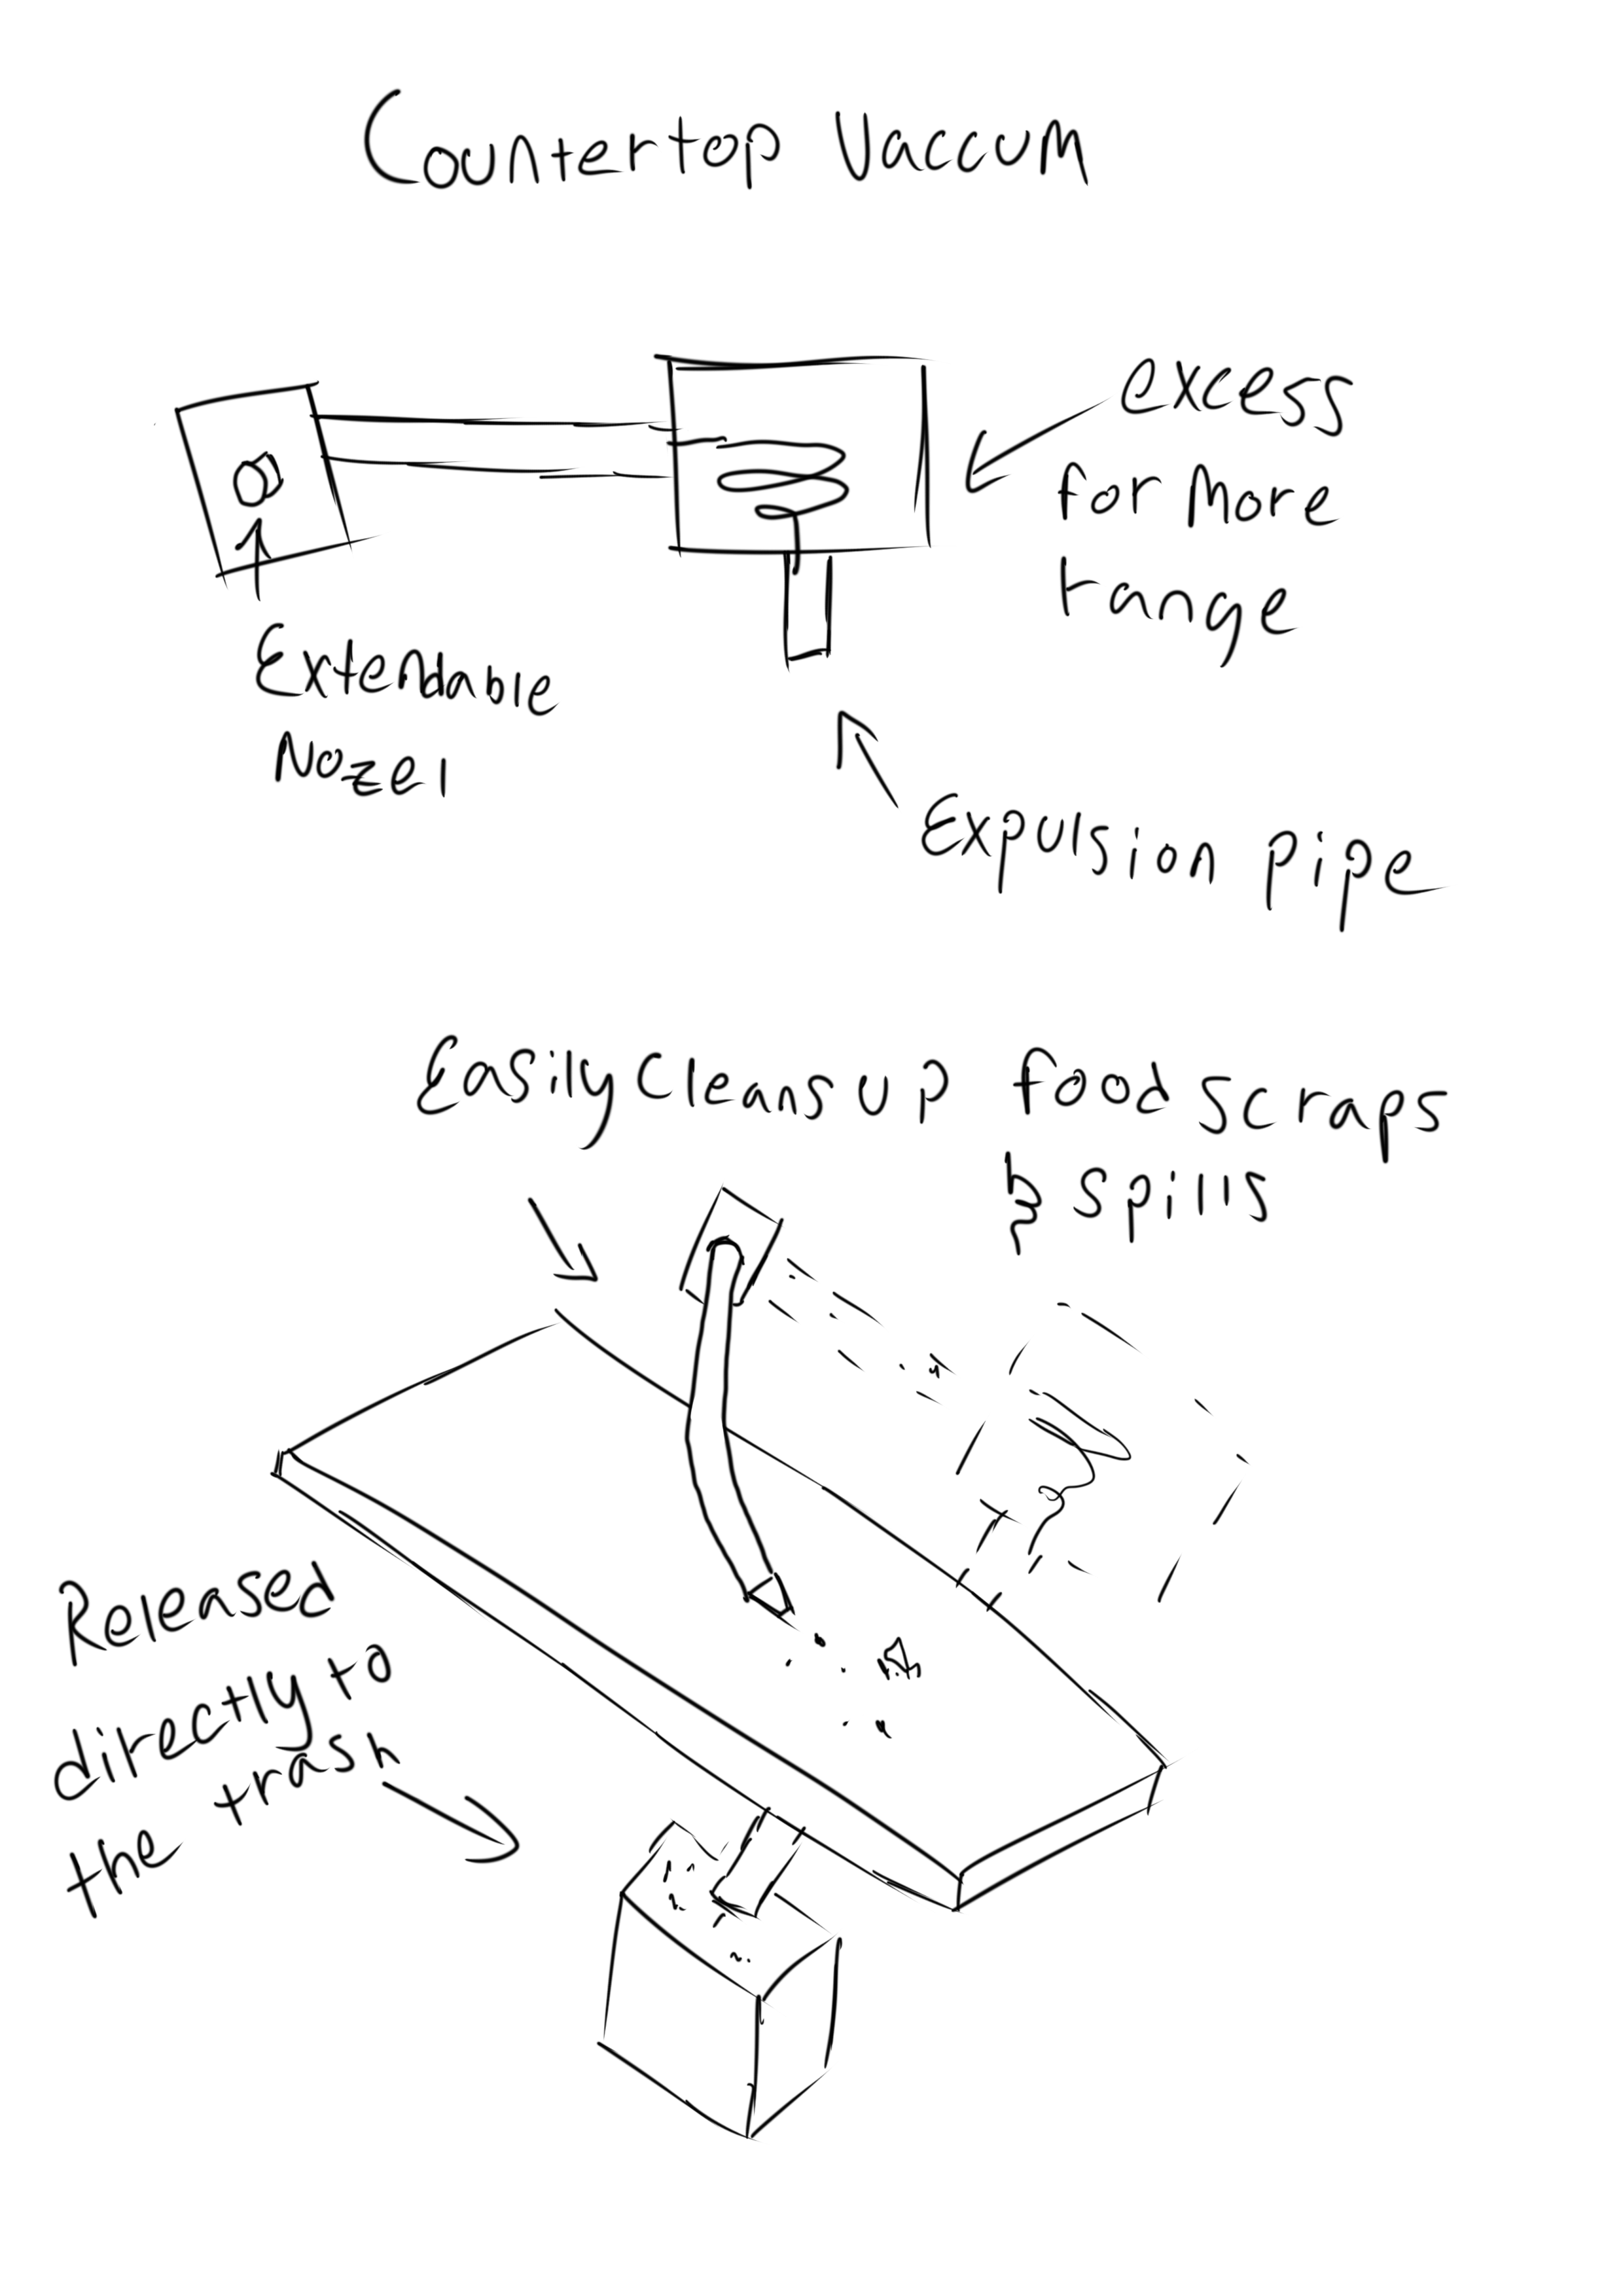 Countertop Vaccum
excess
for more
range
Extendable
Nozel
Expulsion pipe
Easily cleans up food scraps
& spills
Released
directly to
the trash